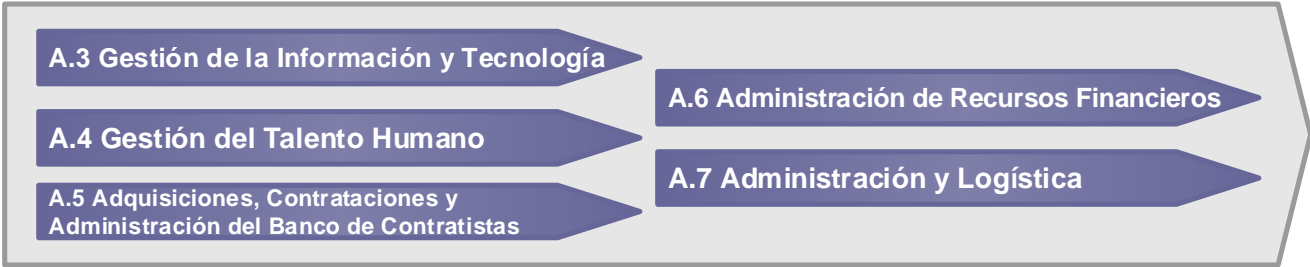 A.3 Gestión de la Información y Tecnología
A.4 Gestión del Talento Humano
A.5 Adquisiciones, Contrataciones y
Administración del Banco de Contratistas
A.6 Administración de Recursos Financieros
A.7 Administración y Logística